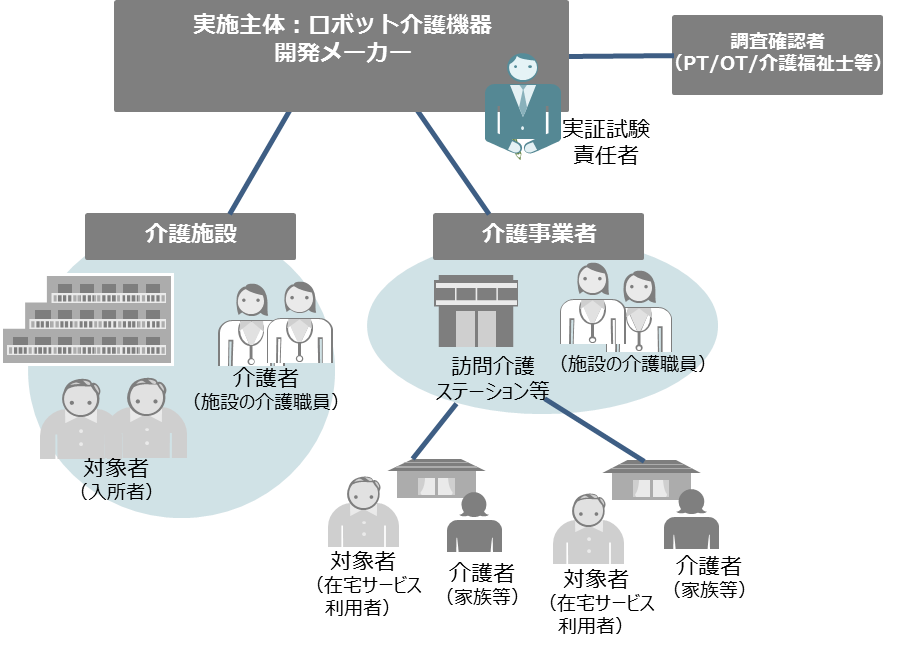 実施主体：ロボット介護機器
開発メーカー
調査確認者
（PT/OT/介護福祉士等）
実証試験
責任者
介護施設
介護事業者
介護者
（施設の介護職員）
対象者
（入所者）
訪問介護
ステーション等
（施設の介護職員）
対象者
（在宅サービス
利用者）
介護者
（家族等）
対象者
（在宅サービス
利用者）
介護者
（家族等）